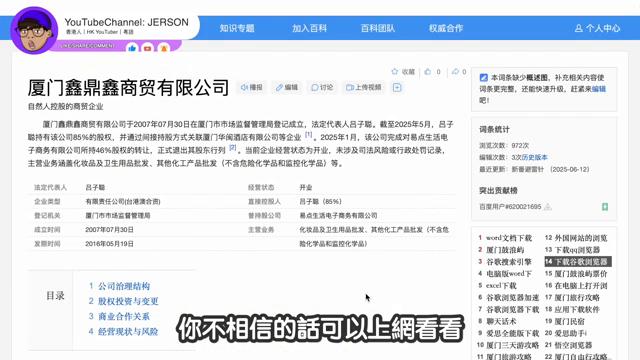 YouTubeChannel: JERSON
香港人 | HK YouTuber | 粵語
LIKE/SHARE/COMMENT
知识专题 加入百科 百科团队 权威合作 个人中心
收藏 0 0
厦门鑫鼎鑫商贸有限公司
播报 编辑 讨论 上传视频
自然人控股的商贸企业
厦门鑫鼎鑫商贸有限公司于2007年07月30日在厦门市市场监督管理局登记成立，法定代表人吕子聪。截至2025年5月，吕子
聪持有该公司85%的股权，并通过间接持股方式关联厦门华闽酒店有限公司等企业 [1]。2025年1月，该公司完成对易点生活电
子商务有限公司所持46%股权的转让，正式退出其股东行列 [2]。当前企业经营状态为开业，未涉及司法风险或行政处罚记录，
主营业务涵盖化妆品及卫生用品批发、其他化工产品批发（不含危险化学品和监控化学品）等。
法定代表人 吕子聪 经营状态 开业
企业类型 有限责任公司(台港澳合资) 直接控股人 吕子聪（85%）
登记机关 厦门市市场监督管理局 曾持股公司 易点生活电子商务有限公司
成立时间 2007年07月30日 主营业务 化妆品及卫生用品批发、其他化工产品批发（不含危
发照时间 2016年05月19日 险化学品和监控化学品）
目录
1 公司治理结构
2 股权投资与变更
3 商业合作关系
4 经营现状与风险
本词条缺少概述图，补充相关内容使
词条更完整，还能快速升级，赶紧来编辑
吧！
词条统计
浏览次数：972次
编辑次数：3次历史版本
最近更新：新番避雷针 （2025-06-12）
突出贡献榜
百度用户#620021695
1 word文档下载 12 外国网站的浏览
2 厦门鼓浪屿 13 下载qq浏览器
3 谷歌搜索引擎 14 下载谷歌浏览器
4 电脑版word下 15 厦门鼓浪屿票价
5 excel下载 16 在电脑上打开浏
6 谷歌浏览器加速 17 厦门旅行攻略
7 谷歌浏览器下载 18 应用下载软件
8 聊天话术 19 厦门民宿
9 爱思全能版下载 20 爱思助手i
10 厦门三天游攻略 21 厦门旅行攻略
11 谷歌浏览器 22 厦门自由行攻略
你不相信的話可以上網看看